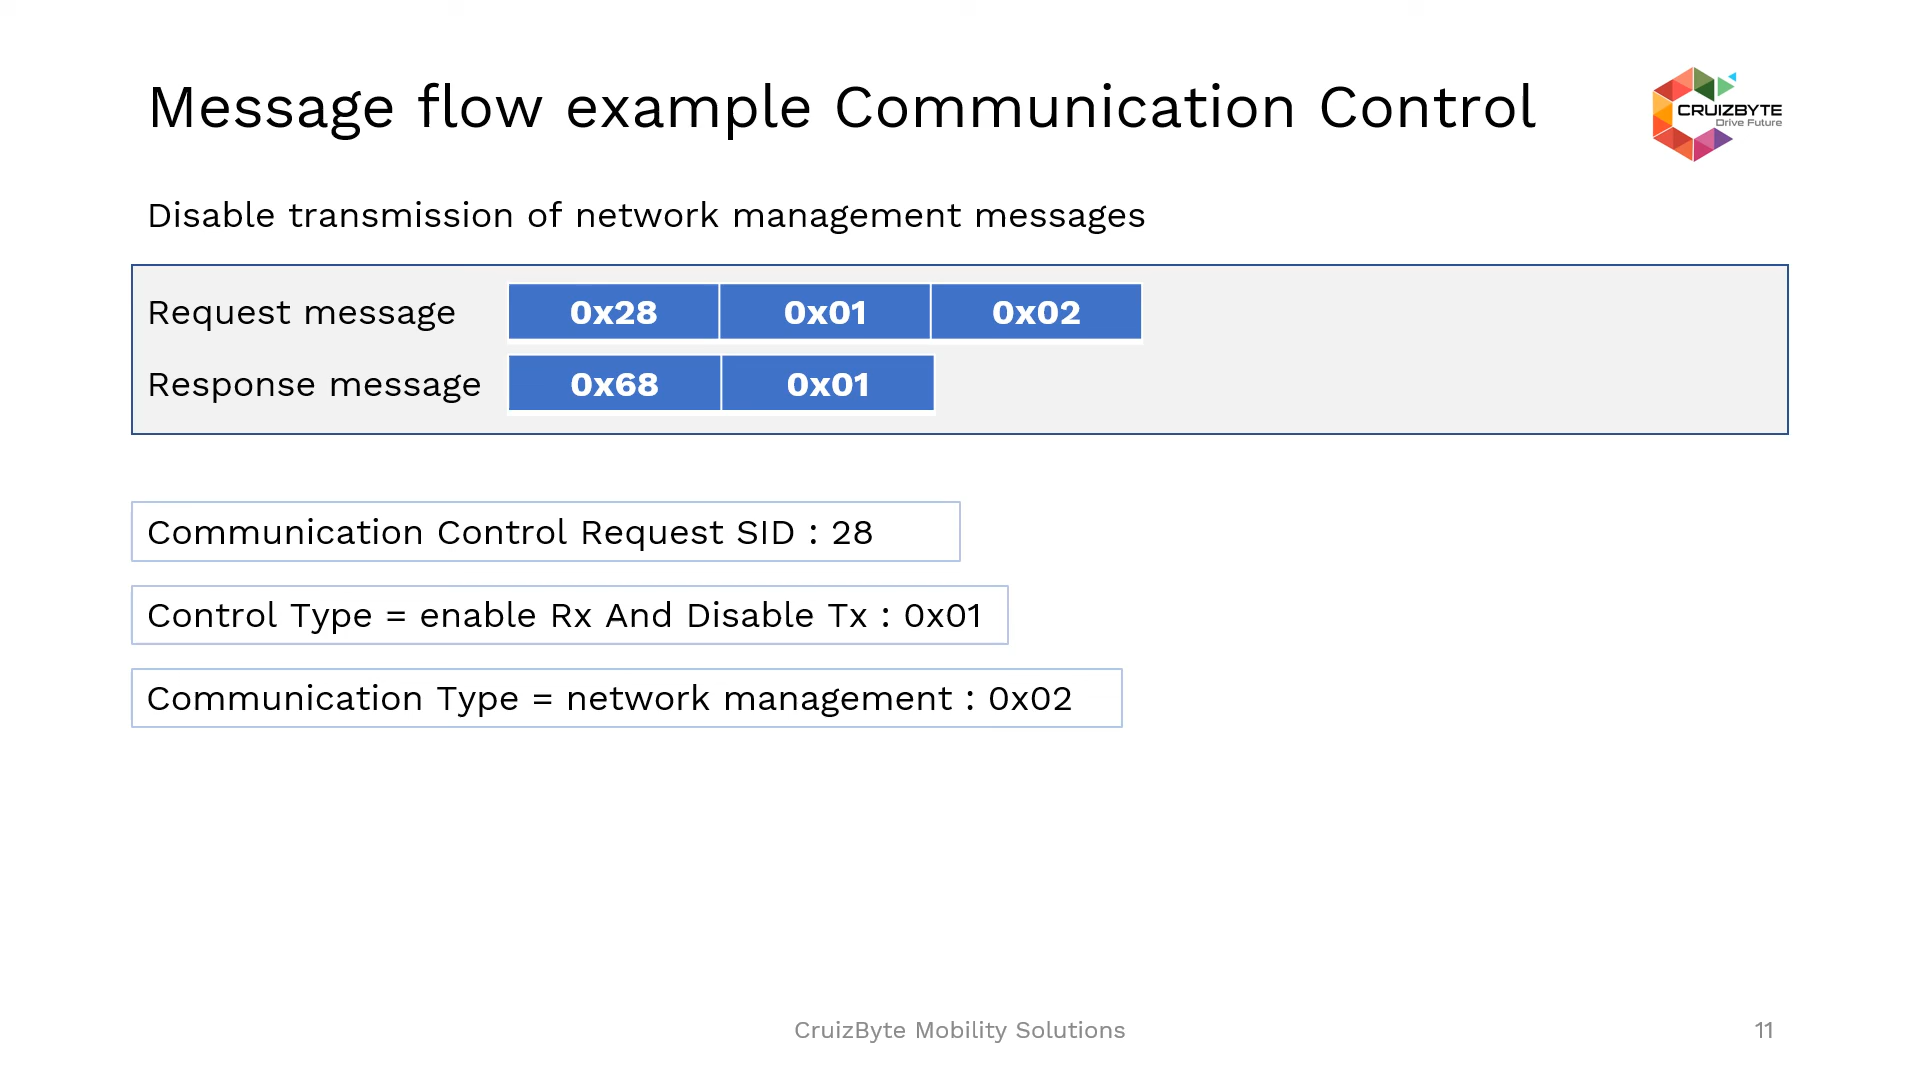 Message flow example Communication Control
CRUIZBYTE
Drive Future
Disable transmission of network management messages
Request message 0x28 0x01 0x02
Response message 0x68 0x01
Communication Control Request SID : 28
Control Type = enable Rx And Disable Tx : 0x01
Communication Type = network management : 0x02
CruizByte Mobility Solutions 11